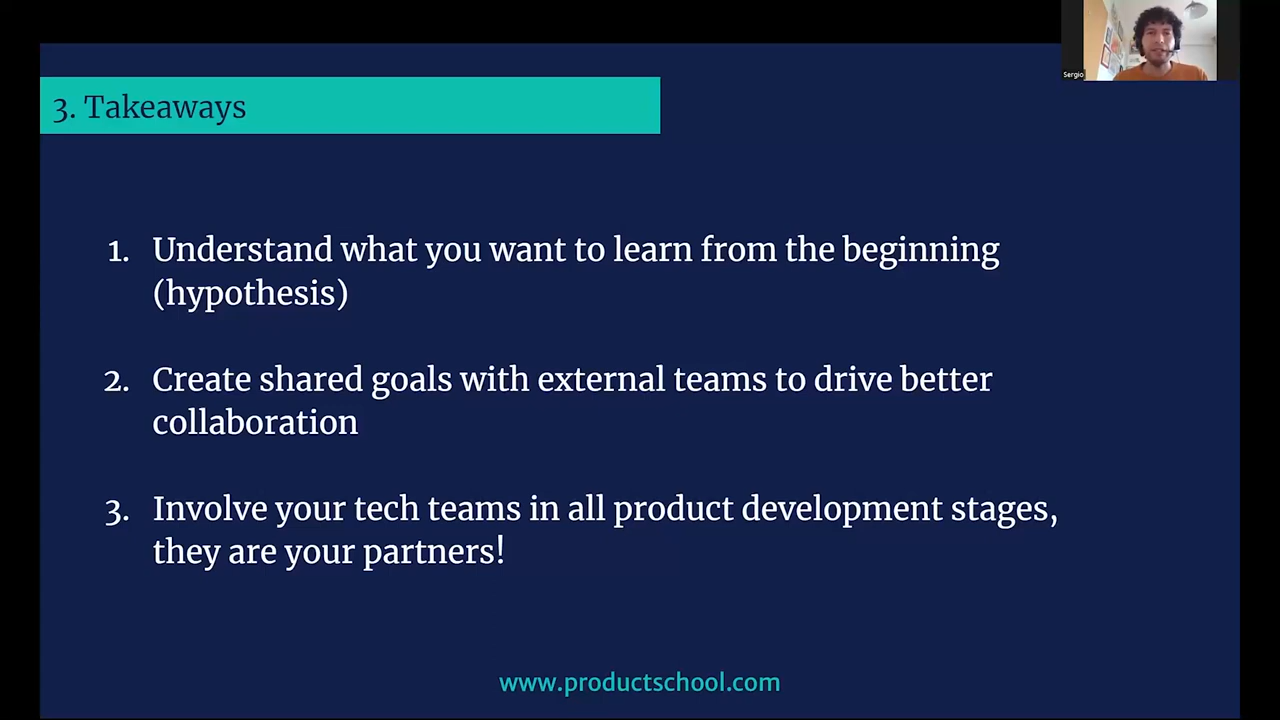 Sergio
3. Takeaways
1. Understand what you want to learn from the beginning
(hypothesis)
2. Create shared goals with external teams to drive better
collaboration
3. Involve your tech teams in all product development stages,
they are your partners!
www.productschool.com